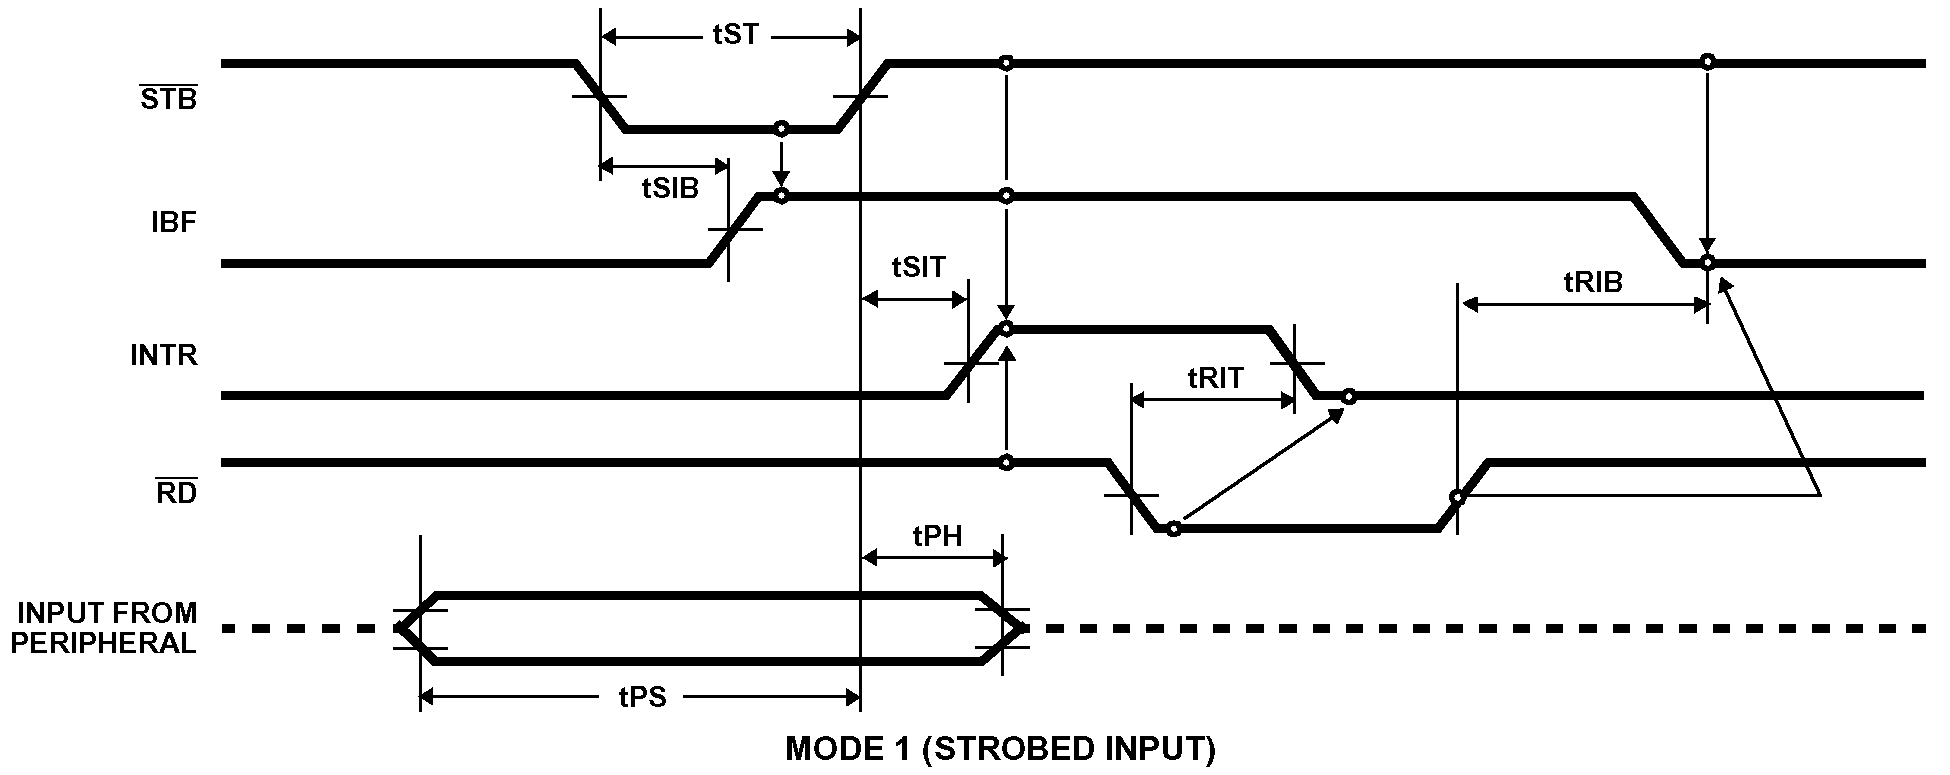 tST
STB
tSIB
IBF
tSIT
tRIB
INTR
tRIT
RD
tPH
INPUT FROM
PERIPHERAL
tPS
MODE 1 (STROBED INPUT)